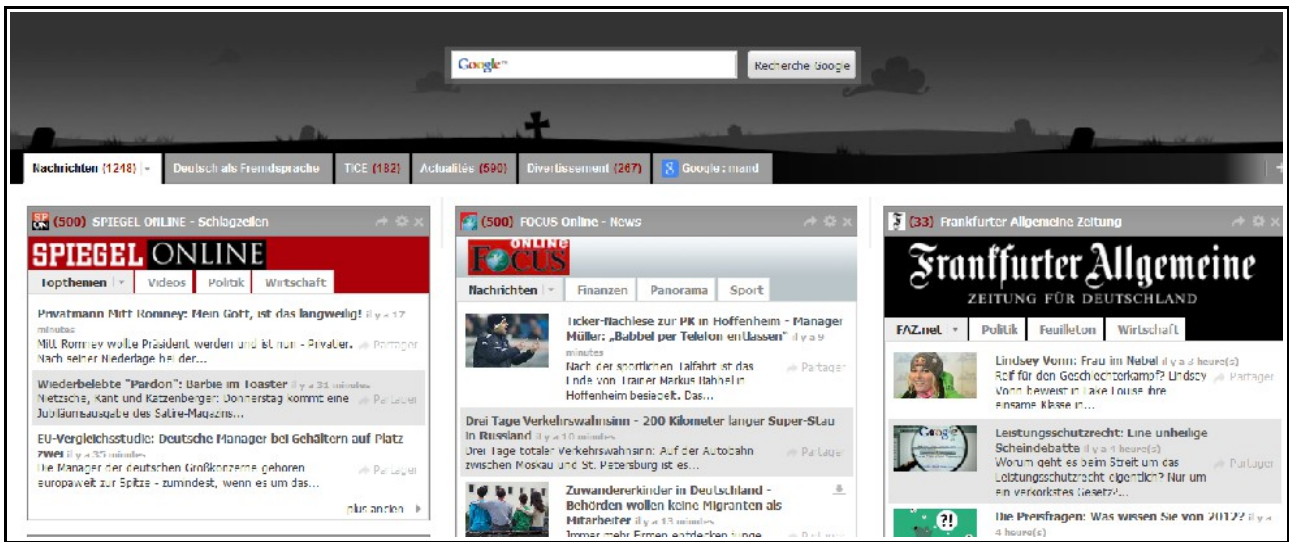 Google™
Recherche Google
Nachrichten (1248)
Deutsch als Fremdsprache
TICE (182)
Actualités (590)
Divertissement (267)
Google : mand
(500) SPIEGEL ONLINE - Schlagzeilen
SPIEGEL ONLINE
Topthemen
Videos
Politik
Wirtschaft
Privatmann Mitt Romney: Mein Gott, ist das langweilig! il y a 17
minutes
Mitt Romney wollte Präsident werden und ist nun - Privatier.
Partager
Nach seiner Niederlage bei der...
Wiederbelebte "Pardon": Barbie im Toaster il y a 31 minutes
Nietzsche, Kant und Katzenberger: Donnerstag kommt eine
Partager
Jubiläumsausgabe des Satire-Magazins...
EU-Vergleichsstudie: Deutsche Manager bei Gehältern auf Platz
zwei il y a 35 minutes
Die Manager der deutschen Großkonzerne gehören
Partager
europaweit zur Spitze - zumindest, wenn es um das...
plus ancien
(500) FOCUS Online - News
ONLINE
FOCUS
Nachrichten
Finanzen
Panorama
Sport
Ticker-Nachlese zur PK in Hoffenheim - Manager
Müller: „Babbel per Telefon entlassen" il y a 9
minutes
Nach der sportlichen Talfahrt ist das
Partager
Ende von Trainer Markus Babbel in
Hoffenheim besiegelt. Das...
Drei Tage Verkehrswahnsinn - 200 Kilometer langer Super-Stau
in Russland il y a 10 minutes
Drei Tage totaler Verkehrswahnsinn: Auf der Autobahn
Partager
zwischen Moskau und St. Petersburg ist es...
Zuwandererkinder in Deutschland -
Behörden wollen keine Migranten als
Mitarbeiter il y a 13 minutes
Immer mehr Firmen entdecken junge
Partager
(33) Frankfurter Allgemeine Zeitung
Frankfurter Allgemeine
ZEITUNG FÜR DEUTSCHLAND
FAZ.net
Politik
Feuilleton
Wirtschaft
Lindsey Vonn: Frau im Nebel il y a 3 heure(s)
Reif für den Geschlechterkampf? Lindsey
Partager
Vonn beweist in Lake Louise ihre
einsame Klasse in...
Google
Leistungsschutzrecht: Eine unheilige
Scheindebatte il y a 4 heure(s)
Worum geht es beim Streit um das
Partager
Leistungsschutzrecht eigentlich? Nur um
ein verkorkstes Gesetz?...
?!
Die Preisfragen: Was wissen Sie von 2012? il y a
4 heure(s)